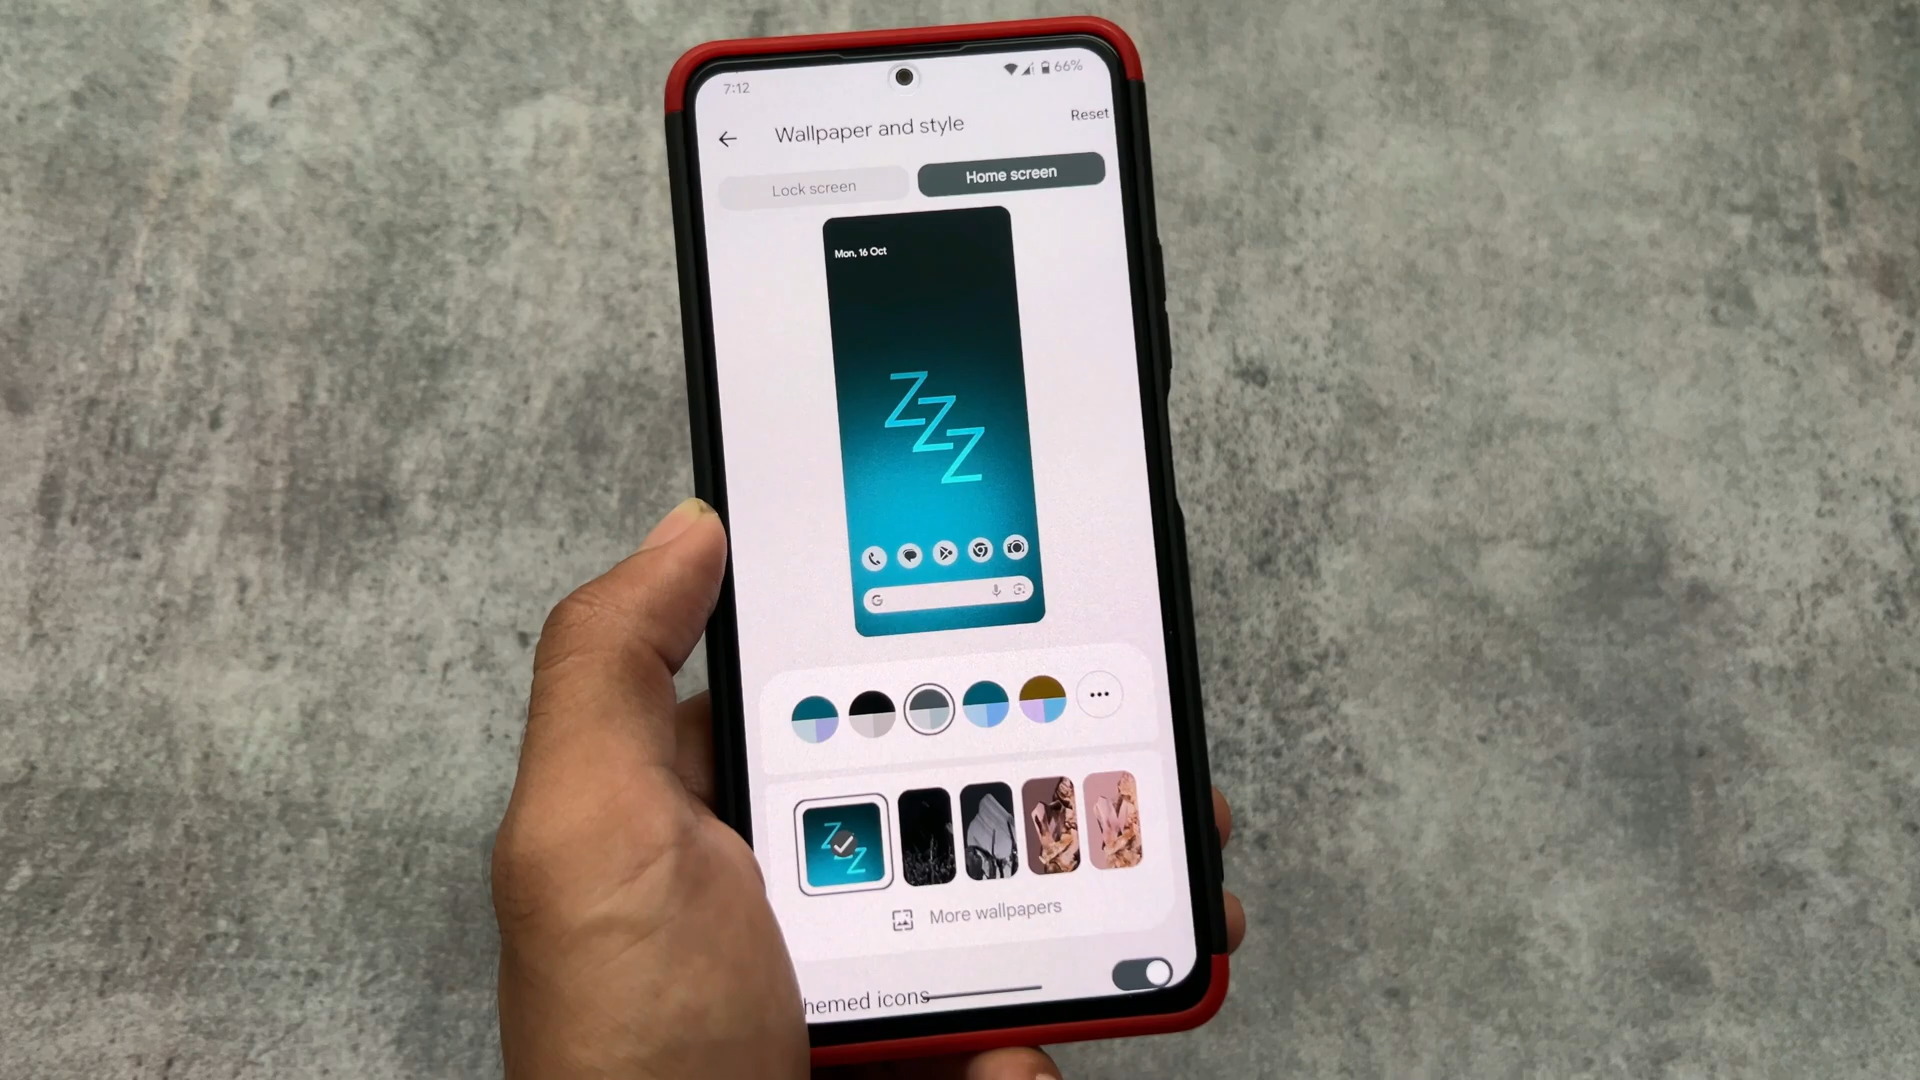 7:12
66%
Wallpaper and style
Reset
Lock screen
Home screen
Mon, 16 Oct
Z
Z
Z
G
Z
Z
More wallpapers
hemed icons